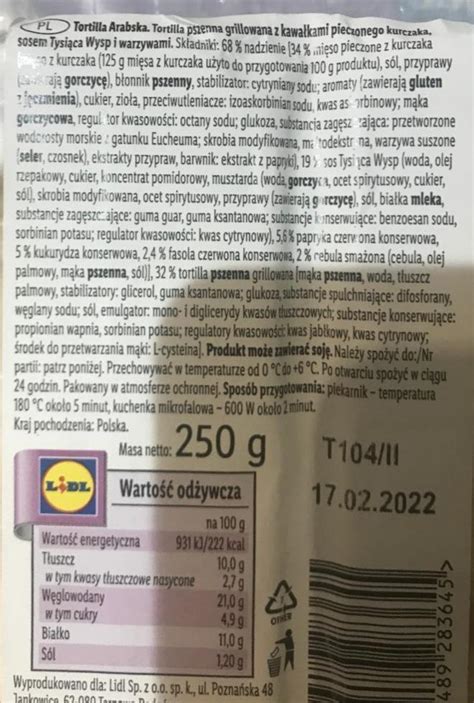 PL Tortilla Arabska. Tortilla pszenna grillowana z kawałkami pieczonego kurczaka,
sosem Tysiąca Wysp i warzywami. Składniki: 68 % nadzienie [34 % mięso pieczone z kurczaka
z kurczaka (125 g mięsa z kurczaka użyto do przygotowania 100 g produktu), sól, przyprawy
gorczycę), błonnik pszenny, stabilizator: cytryniany sodu; aromaty (zawierają gluten
z jęczmienia), cukier, zioła, przeciwutleniacze: izoaskorbinian sodu, kwas askorbinowy; mąka
gorczycowa, regulator kwasowości: octany sodu; glukoza, substancja zagęszczająca: przetworzone
wodorosty morskie z gatunku Eucheuma; skrobia modyfikowana, maltodekstryna, warzywa suszone
(seler, czosnek), ekstrakty przypraw, barwnik: ekstrakt z papryki), 19 % sos Tysiąca Wysp (woda, olej
rzepakowy, cukier, koncentrat pomidorowy, musztarda (woda, gorczyca, ocet spirytusowy, cukier,
sól), skrobia modyfikowana, ocet spirytusowy, przyprawy (zawierają gorczycę), sól, białka mleka,
substancje zagęszczające: guma guar, guma ksantanowa; substancje konserwujące: benzoesan sodu,
sorbinian potasu; regulator kwasowości: kwas cytrynowy), 5,6 % papryka czerwona konserwowa,
5 % kukurydza konserwowa, 2,4 % fasola czerwona konserwowa, 2 % cebula smażona (cebula, olej
palmowy, mąka pszenna, sól)], 32 % tortilla pszenna grillowana [mąka pszenna, woda, tłuszcz
palmowy, stabilizatory: glicerol, guma ksantanowa; glukoza, substancje spulchniające: difosforany,
węglany sodu; sól, emulgator: mono- i diglicerydy kwasów tłuszczowych; substancje konserwujące:
propionian wapnia, sorbinian potasu; regulatory kwasowości: kwas jabłkowy, kwas cytrynowy;
środek do przetwarzania mąki: L-cysteina]. Produkt może zawierać soję. Należy spożyć do:/Nr
partii: patrz poniżej. Przechowywać w temperaturze od 0 °C do +6 °C. Po otwarciu spożyć w ciągu
24 godzin. Pakowany w atmosferze ochronnej. Sposób przygotowania: piekarnik – temperatura
180 °C około 5 minut, kuchenka mikrofalowa – 600 W około 2 minut.
Kraj pochodzenia: Polska.
Masa netto: 250 g
T104/II
17.02.2022
LIDL
Wartość odżywcza
na 100 g
Wartość energetyczna 931 kJ/222 kcal
Tłuszcz 10,0 g
w tym kwasy tłuszczowe nasycone 2,7 g
Węglowodany 21,0 g
w tym cukry 4,9 g
Białko 11,0 g
Sól 1,20 g
OTHER
489 283645
Wyprodukowano dla: Lidl Sp. z o.o. sp. k., ul. Poznańska 48
Jankowice, 62-080